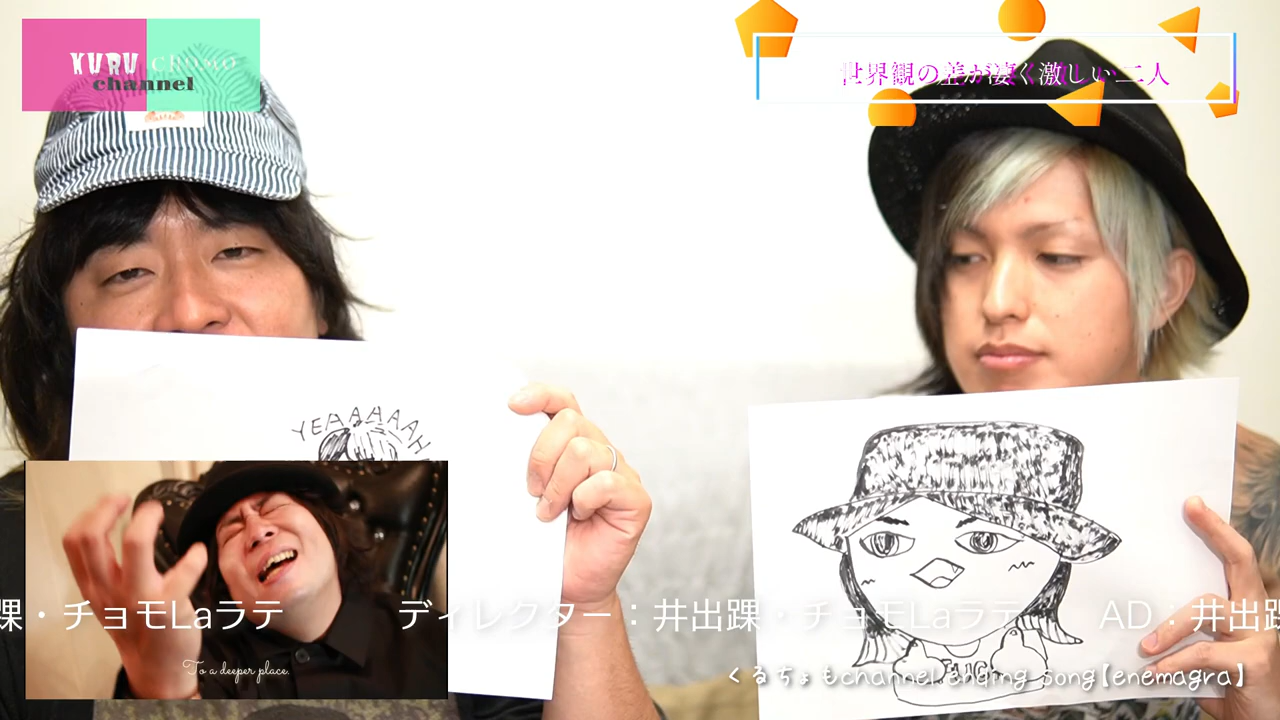 KURU chomo
channel
世界観の差が凄く激しい二人
YEAAAAAH
To a deeper place.
踝・チョモLaラテ ディレクター：井出踝・チョモLaラテ AD：井出踝
くるちょもchannel ending song【enemagra】